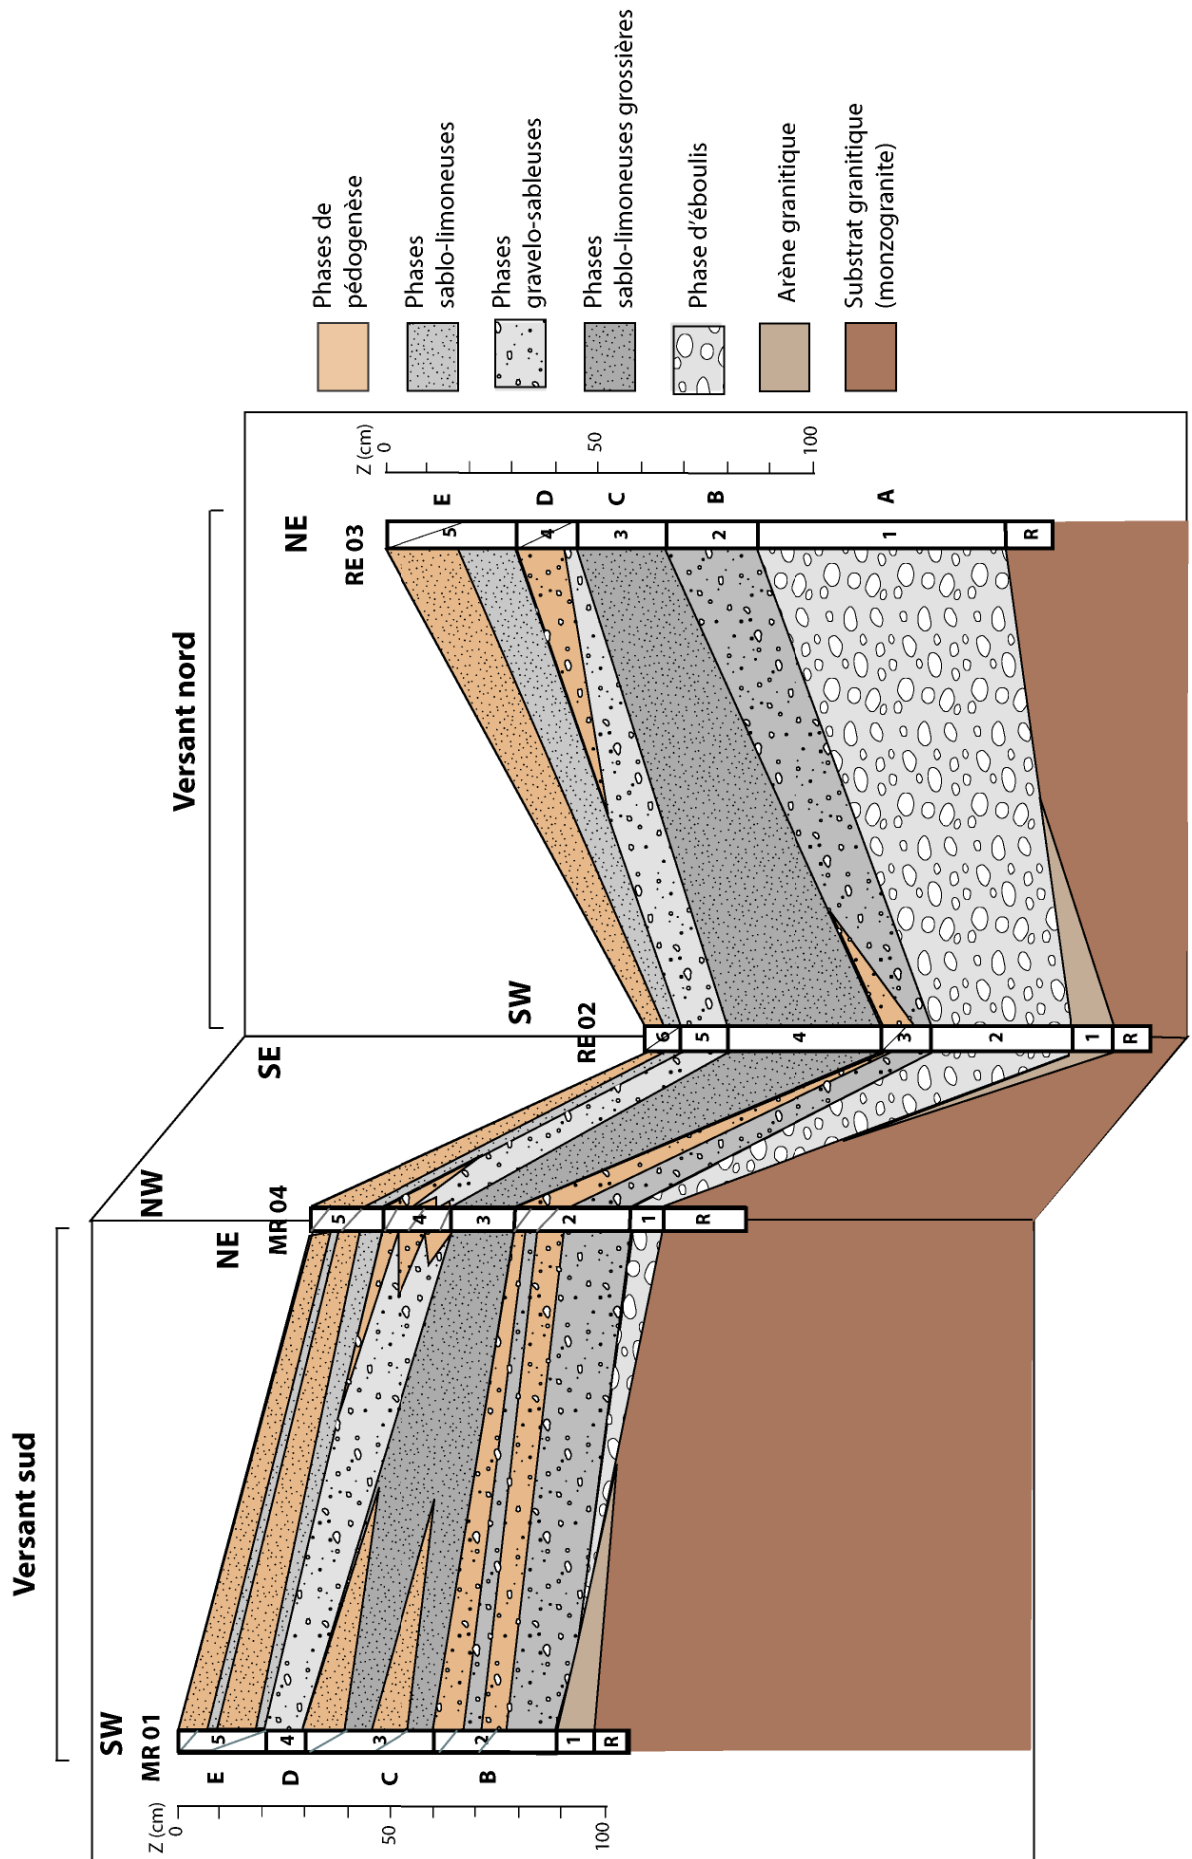 Versant sud
Versant nord
SW
MR 01
NE
MR 04
NW
SE
SW
RE 02
NE
RE 03
Z (cm)
0
50
100
E
D
C
B
5
4
3
2
1
R
5
4
3
2
1
R
6
5
4
3
2
1
R
5
4
3
2
1
R
E
D
C
B
A
Z (cm)
0
50
100
Phases de
pédogenèse
Phases
sablo-limoneuses
Phases
gravelo-sableuses
Phases
sablo-limoneuses grossières
Phase d'éboulis
Arène granitique
Substrat granitique
(monzogranite)